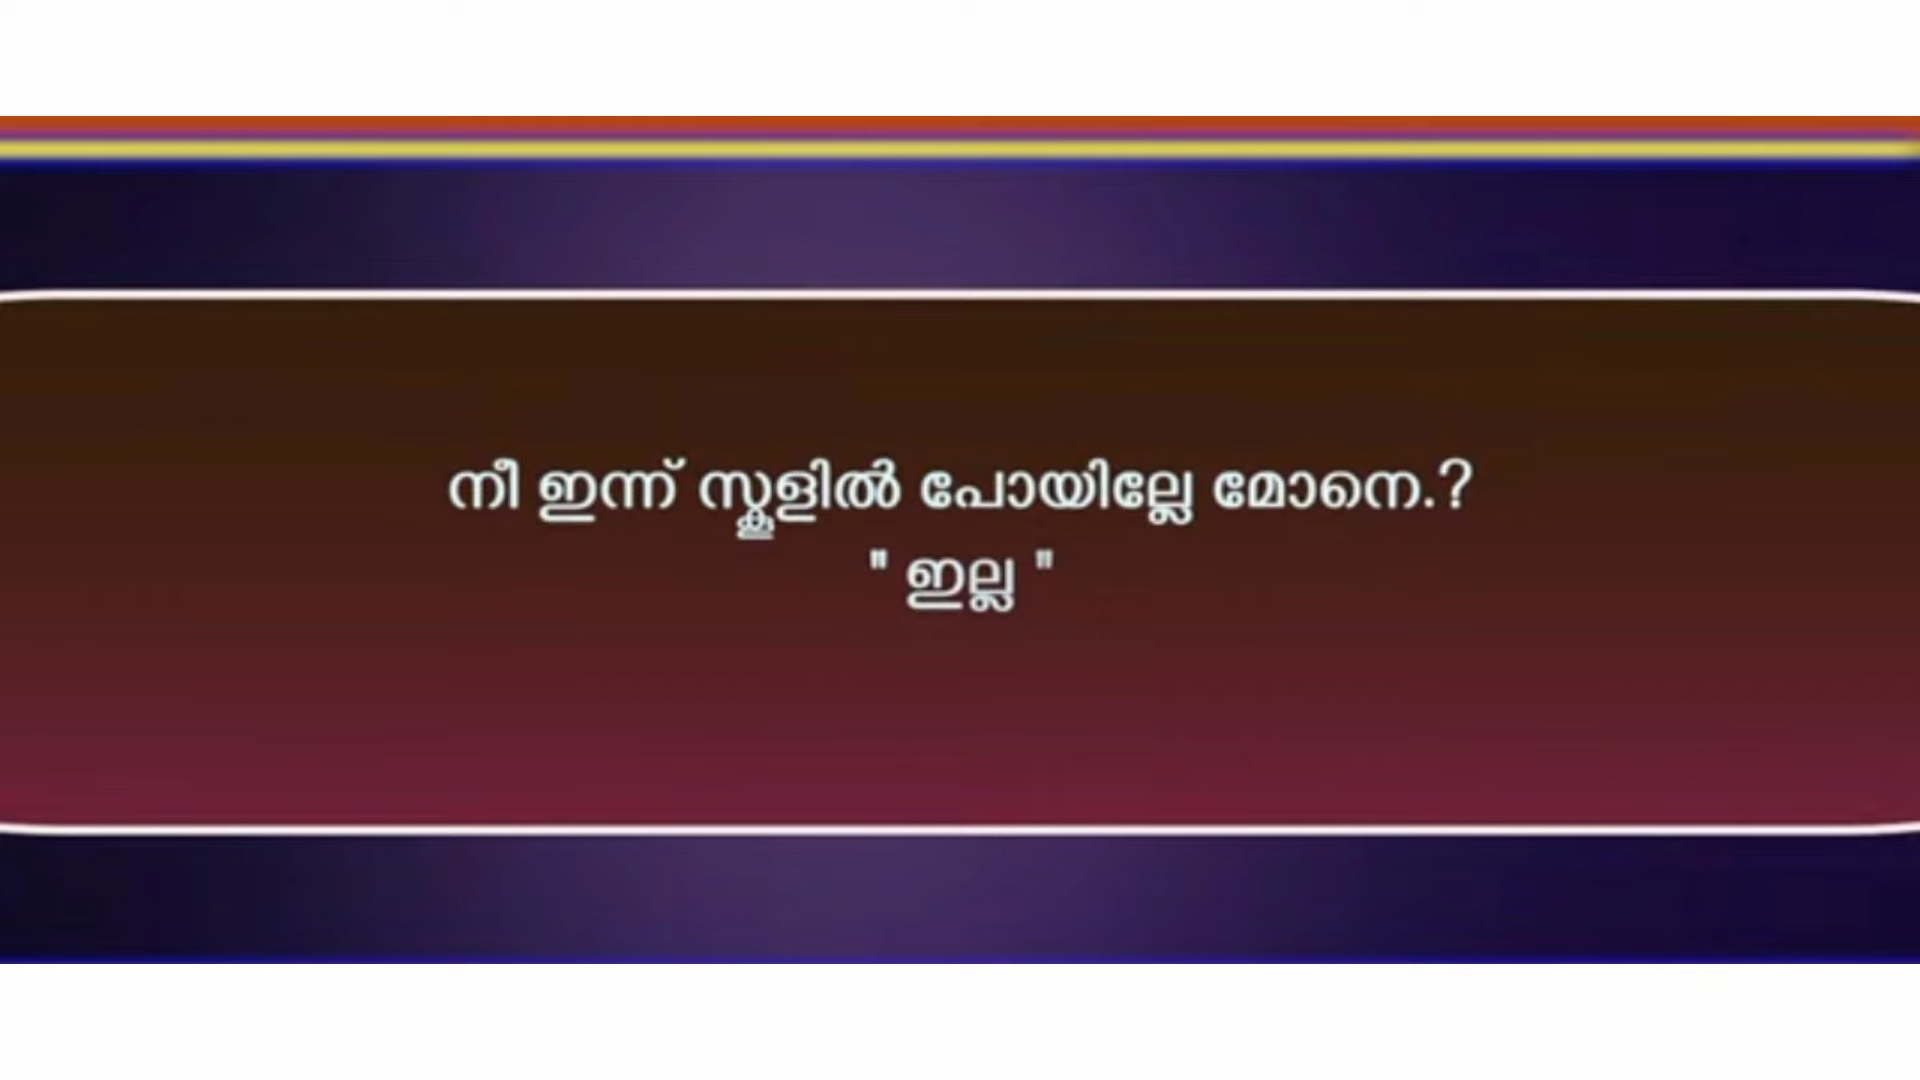 നീ ഇന്ന് സ്കൂളിൽ പോയില്ലേ മോനെ.?
" ഇല്ല "